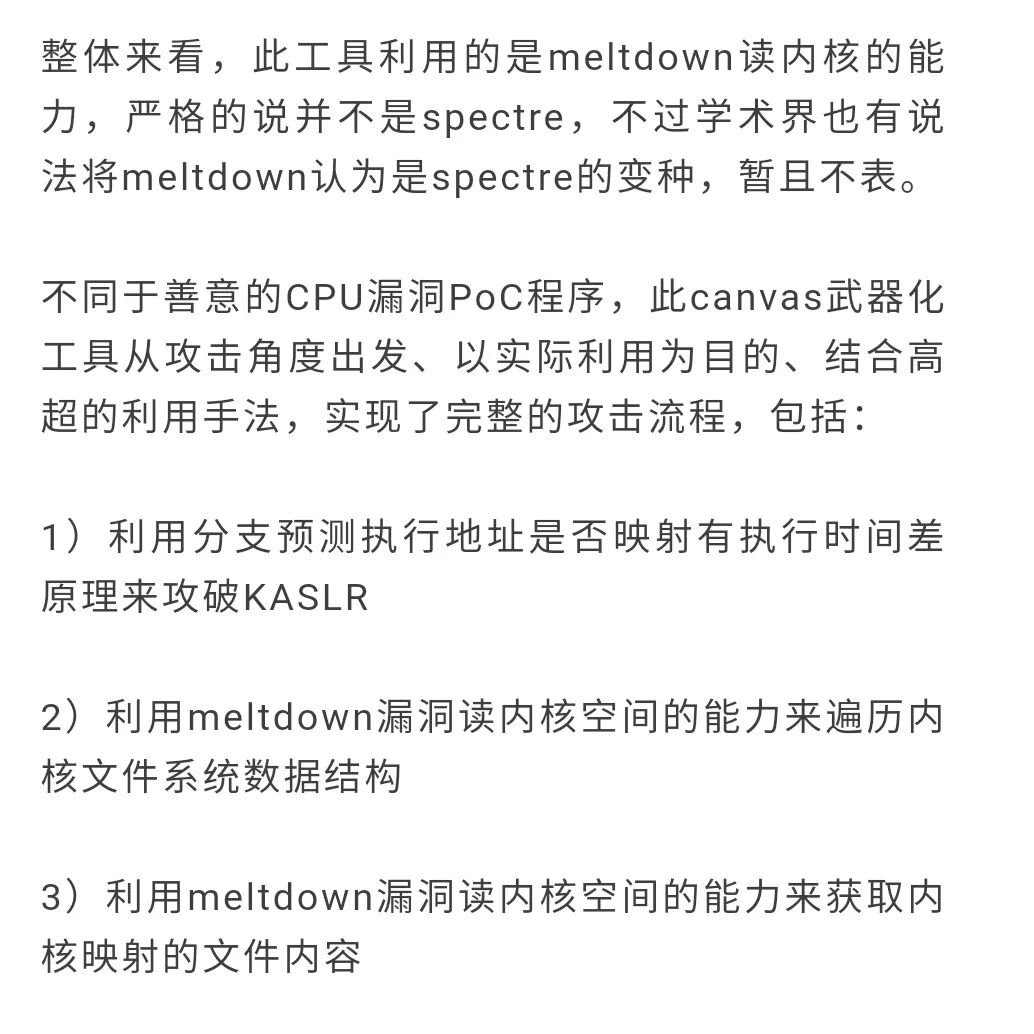 整体来看，此工具利用的是meltdown读内核的能
力，严格的说并不是spectre，不过学术界也有说
法将meltdown认为是spectre的变种，暂且不表。
不同于善意的CPU漏洞PoC程序，此canvas武器化
工具从攻击角度出发、以实际利用为目的、结合高
超的利用手法，实现了完整的攻击流程，包括：
1）利用分支预测执行地址是否映射有执行时间差
原理来攻破KASLR
2）利用meltdown漏洞读内核空间的能力来遍历内
核文件系统数据结构
3）利用meltdown漏洞读内核空间的能力来获取内
核映射的文件内容